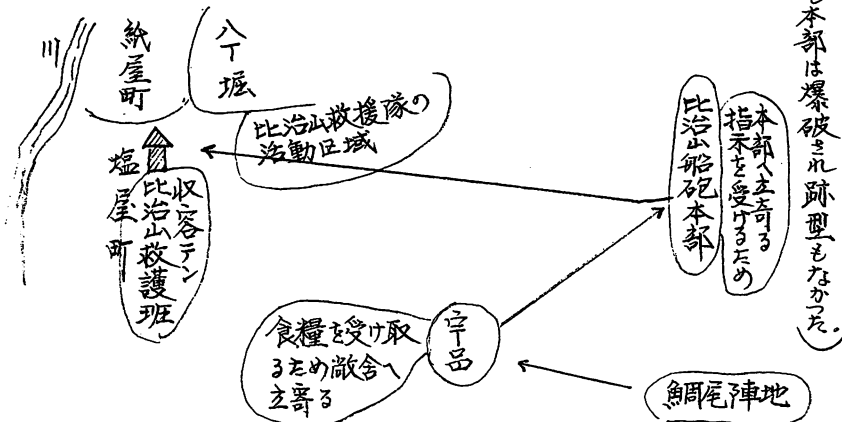 本部は爆破され跡型もなかった。)
本部へ立寄る
指示を受けるため
比治山船砲本部
八丁堀
紙屋町
川
比治山救援隊の
活動区域
塩屋町
収容テン
比治山救護班
宇品
食糧を受け取
るため廠舎へ
立寄る
鯛尾陣地